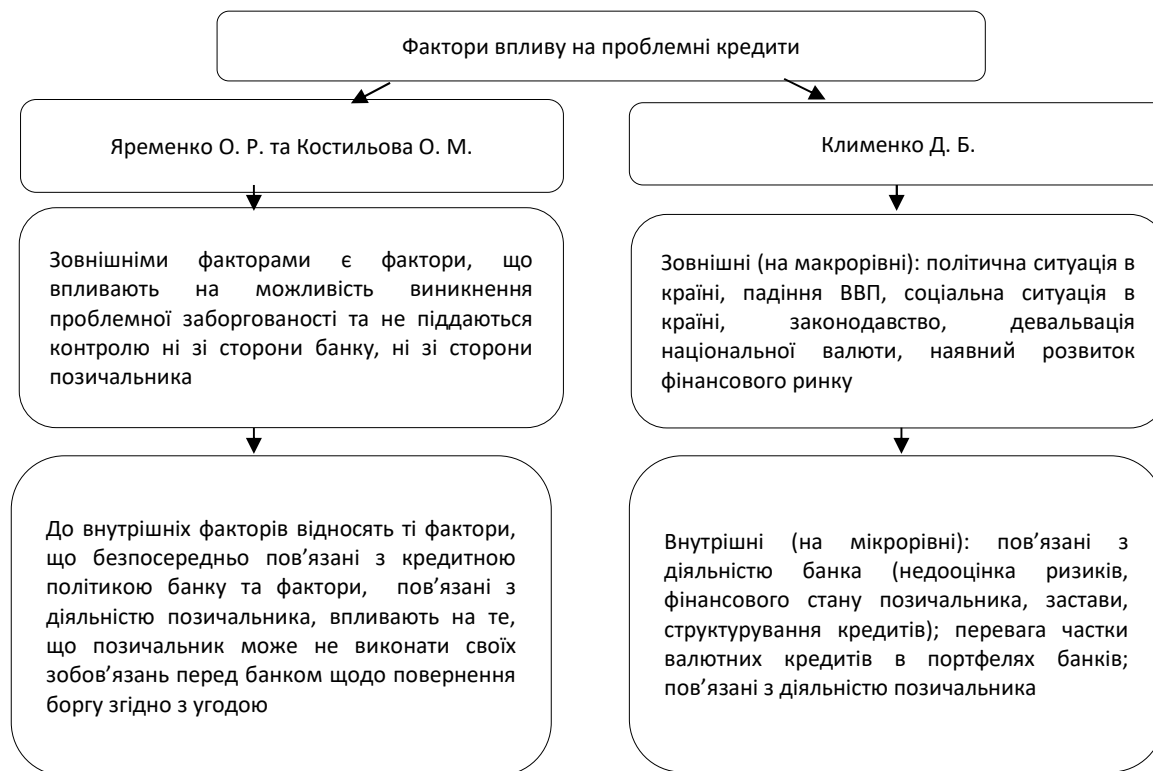 Фактори впливу на проблемні кредити
Яременко О. Р. та Костильова О. М.
Зовнішніми факторами є фактори, що
впливають на можливість виникнення
проблемної заборгованості та не піддаються
контролю ні зі сторони банку, ні зі сторони
позичальника
До внутрішніх факторів відносять ті фактори,
що безпосередньо пов’язані з кредитною
політикою банку та фактори, пов’язані з
діяльністю позичальника, впливають на те,
що позичальник може не виконати своїх
зобов’язань перед банком щодо повернення
боргу згідно з угодою
Клименко Д. Б.
Зовнішні (на макрорівні): політична ситуація в
країні, падіння ВВП, соціальна ситуація в
країні, законодавство, девальвація
національної валюти, наявний розвиток
фінансового ринку
Внутрішні (на мікрорівні): пов’язані з
діяльністю банка (недооцінка ризиків,
фінансового стану позичальника, застави,
структурування кредитів); перевага частки
валютних кредитів в портфелях банків;
пов’язані з діяльністю позичальника